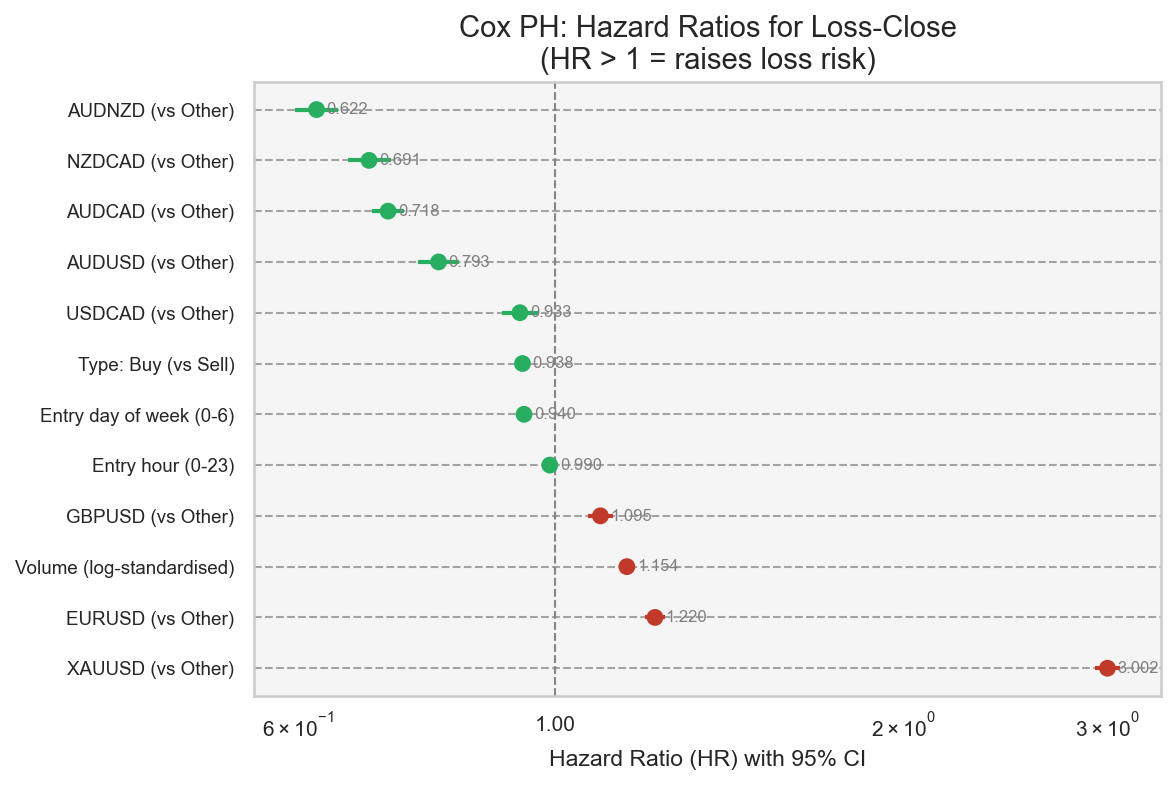 Cox PH: Hazard Ratios for Loss-Close
(HR > 1 = raises loss risk)
AUDNZD (vs Other) 0.622
NZDCAD (vs Other) 0.691
AUDCAD (vs Other) 0.718
AUDUSD (vs Other) 0.793
USDCAD (vs Other) 0.933
Type: Buy (vs Sell) 0.938
Entry day of week (0-6) 0.940
Entry hour (0-23) 0.990
GBPUSD (vs Other) 1.095
Volume (log-standardised) 1.154
EURUSD (vs Other) 1.220
XAUUSD (vs Other) 3.002
6 × 10⁻¹ 1.00 2 × 10⁰ 3 × 10⁰
Hazard Ratio (HR) with 95% CI